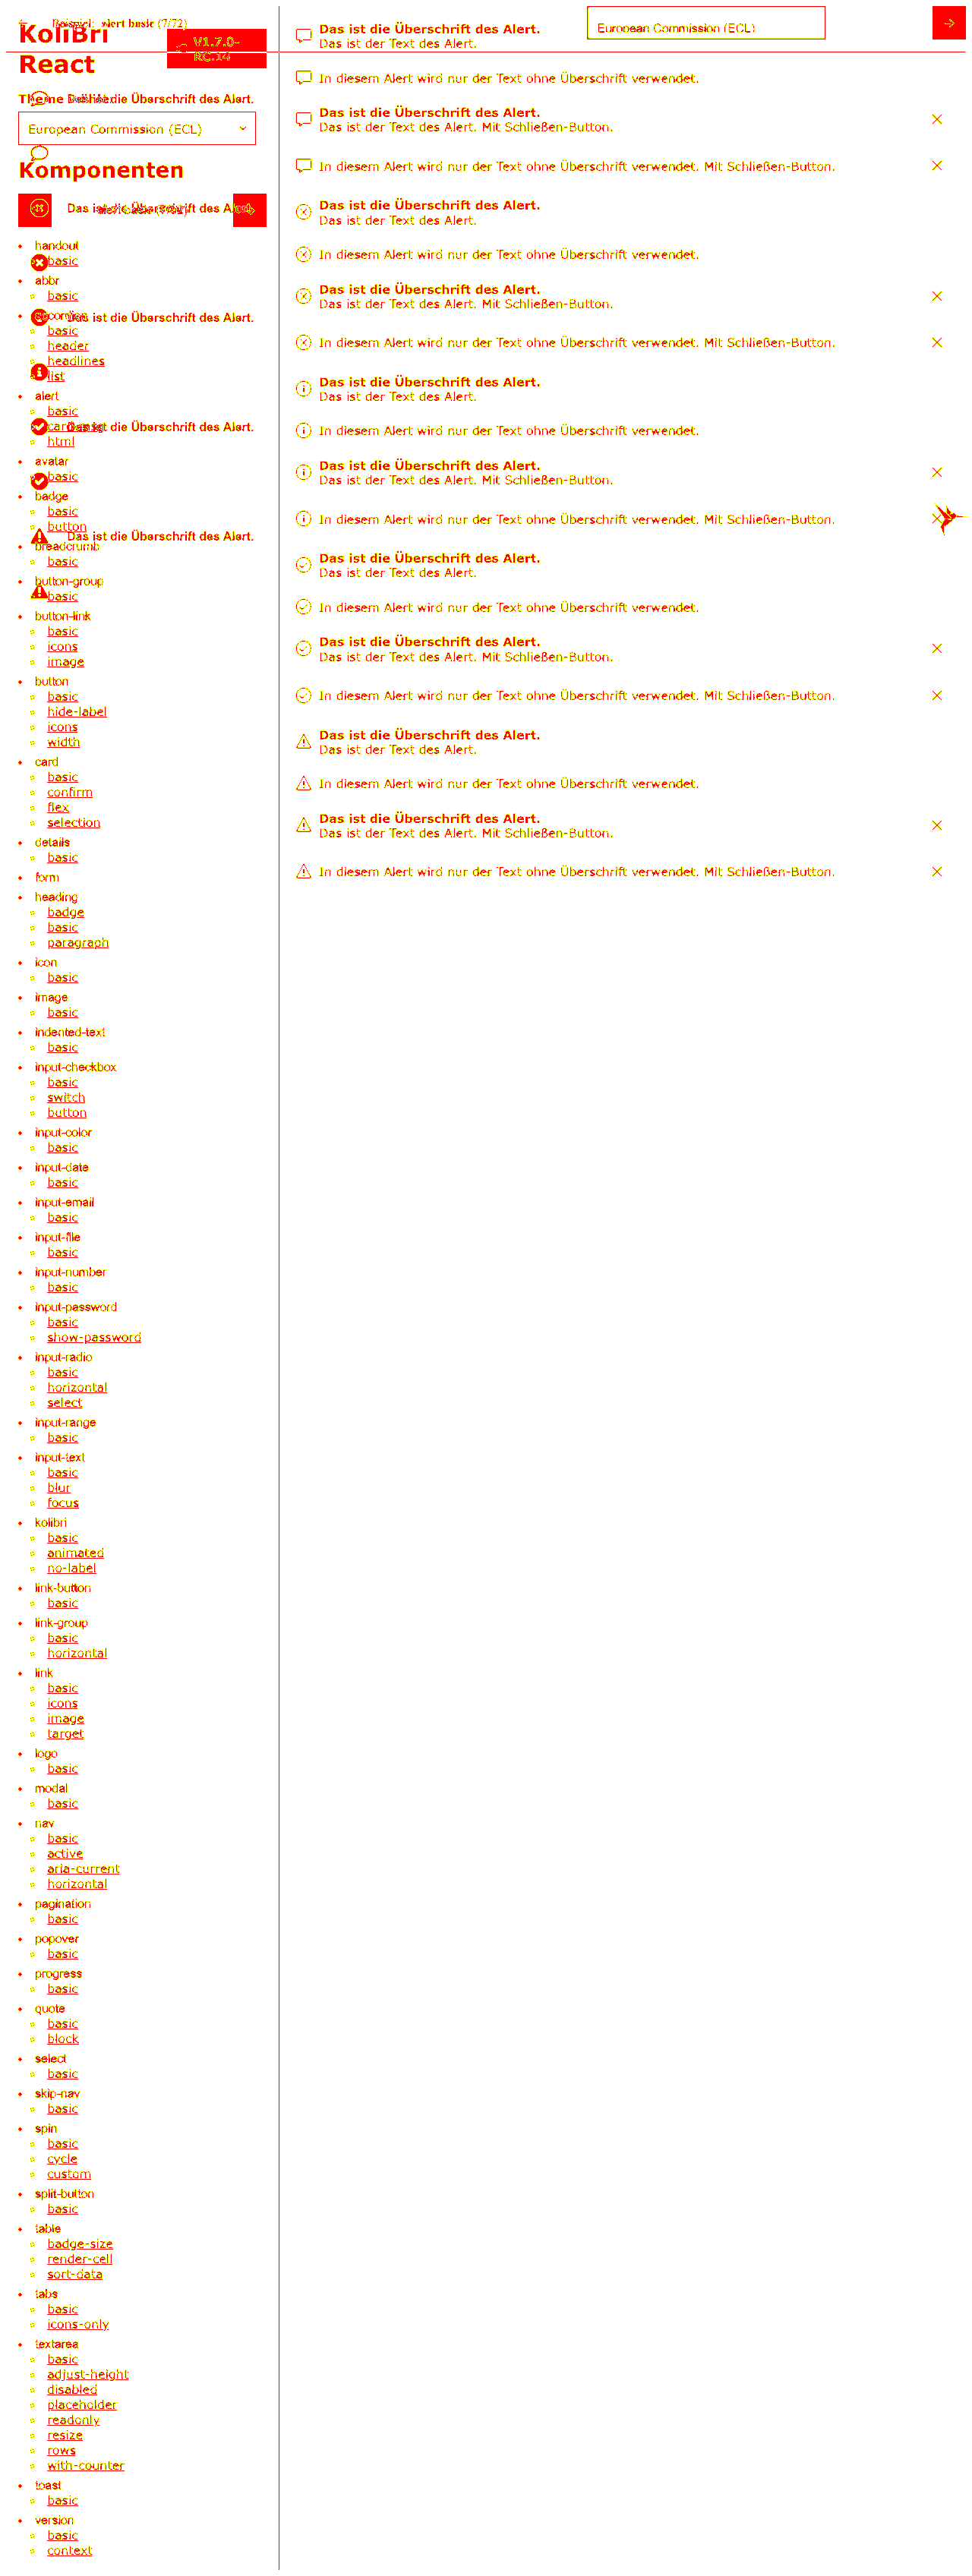 Beispiel: alert basic (7/72)
KoliBri
React
V1.7.0-
RC.14
Theme
Das ist die Überschrift des Alert.
European Commission (ECL)
Komponenten
Das ist die Überschrift des Alert.
handout
basic
abbr
basic
accordion
Das ist die Überschrift des Alert.
basic
header
headlines
list
alert
basic
card-msg
Das ist die Überschrift des Alert.
html
avatar
basic
badge
basic
button
Das ist die Überschrift des Alert.
breadcrumb
basic
button-group
basic
button-link
basic
icons
image
button
basic
hide-label
icons
width
card
basic
confirm
flex
selection
details
basic
form
heading
badge
basic
paragraph
icon
basic
image
basic
indented-text
basic
input-checkbox
basic
switch
button
input-color
basic
input-date
basic
input-email
basic
input-file
basic
input-number
basic
input-password
basic
show-password
input-radio
basic
horizontal
select
input-range
basic
input-text
basic
blur
focus
kolibri
basic
animated
no-label
link-button
basic
link-group
basic
horizontal
link
basic
icons
image
target
logo
basic
modal
basic
nav
basic
active
aria-current
horizontal
pagination
basic
popover
basic
progress
basic
quote
basic
block
select
basic
skip-nav
basic
spin
basic
cycle
custom
split-button
basic
table
badge-size
render-cell
sort-data
tabs
basic
icons-only
textarea
basic
adjust-height
disabled
placeholder
readonly
resize
rows
with-counter
toast
basic
version
basic
context
European Commission (ECL)
Das ist die Überschrift des Alert.
Das ist der Text des Alert.
In diesem Alert wird nur der Text ohne Überschrift verwendet.
Das ist die Überschrift des Alert.
Das ist der Text des Alert. Mit Schließen-Button.
In diesem Alert wird nur der Text ohne Überschrift verwendet. Mit Schließen-Button.
Das ist die Überschrift des Alert.
Das ist der Text des Alert.
In diesem Alert wird nur der Text ohne Überschrift verwendet.
Das ist die Überschrift des Alert.
Das ist der Text des Alert. Mit Schließen-Button.
In diesem Alert wird nur der Text ohne Überschrift verwendet. Mit Schließen-Button.
Das ist die Überschrift des Alert.
Das ist der Text des Alert.
In diesem Alert wird nur der Text ohne Überschrift verwendet.
Das ist die Überschrift des Alert.
Das ist der Text des Alert. Mit Schließen-Button.
In diesem Alert wird nur der Text ohne Überschrift verwendet. Mit Schließen-Button.
Das ist die Überschrift des Alert.
Das ist der Text des Alert.
In diesem Alert wird nur der Text ohne Überschrift verwendet.
Das ist die Überschrift des Alert.
Das ist der Text des Alert. Mit Schließen-Button.
In diesem Alert wird nur der Text ohne Überschrift verwendet. Mit Schließen-Button.
Das ist die Überschrift des Alert.
Das ist der Text des Alert.
In diesem Alert wird nur der Text ohne Überschrift verwendet.
Das ist die Überschrift des Alert.
Das ist der Text des Alert. Mit Schließen-Button.
In diesem Alert wird nur der Text ohne Überschrift verwendet. Mit Schließen-Button.